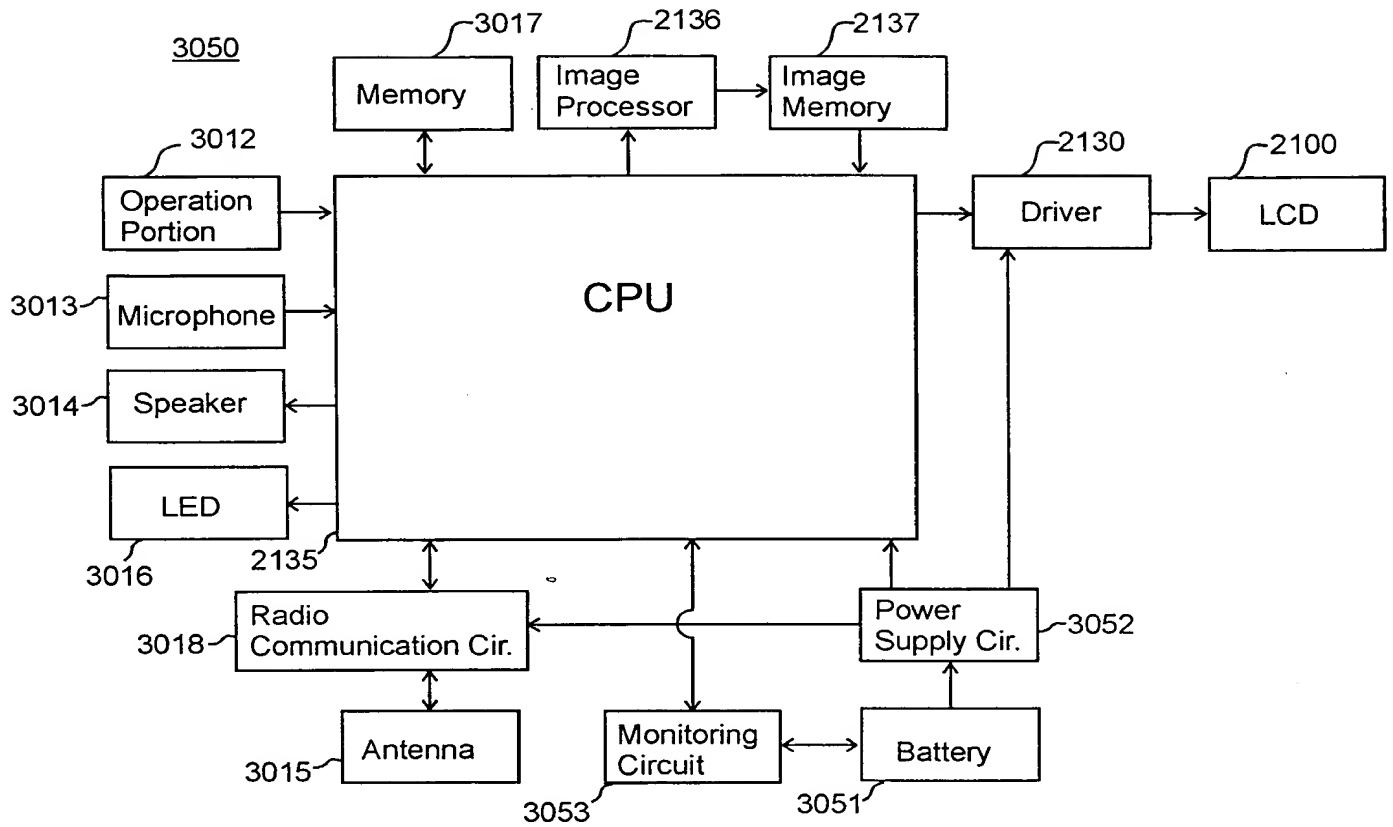 3050
3017
2136
2137
Memory
Image
Processor
Image
Memory
3012
2130
2100
Operation
Portion
Driver
LCD
3013
Microphone
CPU
3014
Speaker
LED
3016
2135
3018
Radio
Communication Cir.
Power
Supply Cir.
3052
3015
Antenna
Monitoring
Circuit
Battery
3053
3051